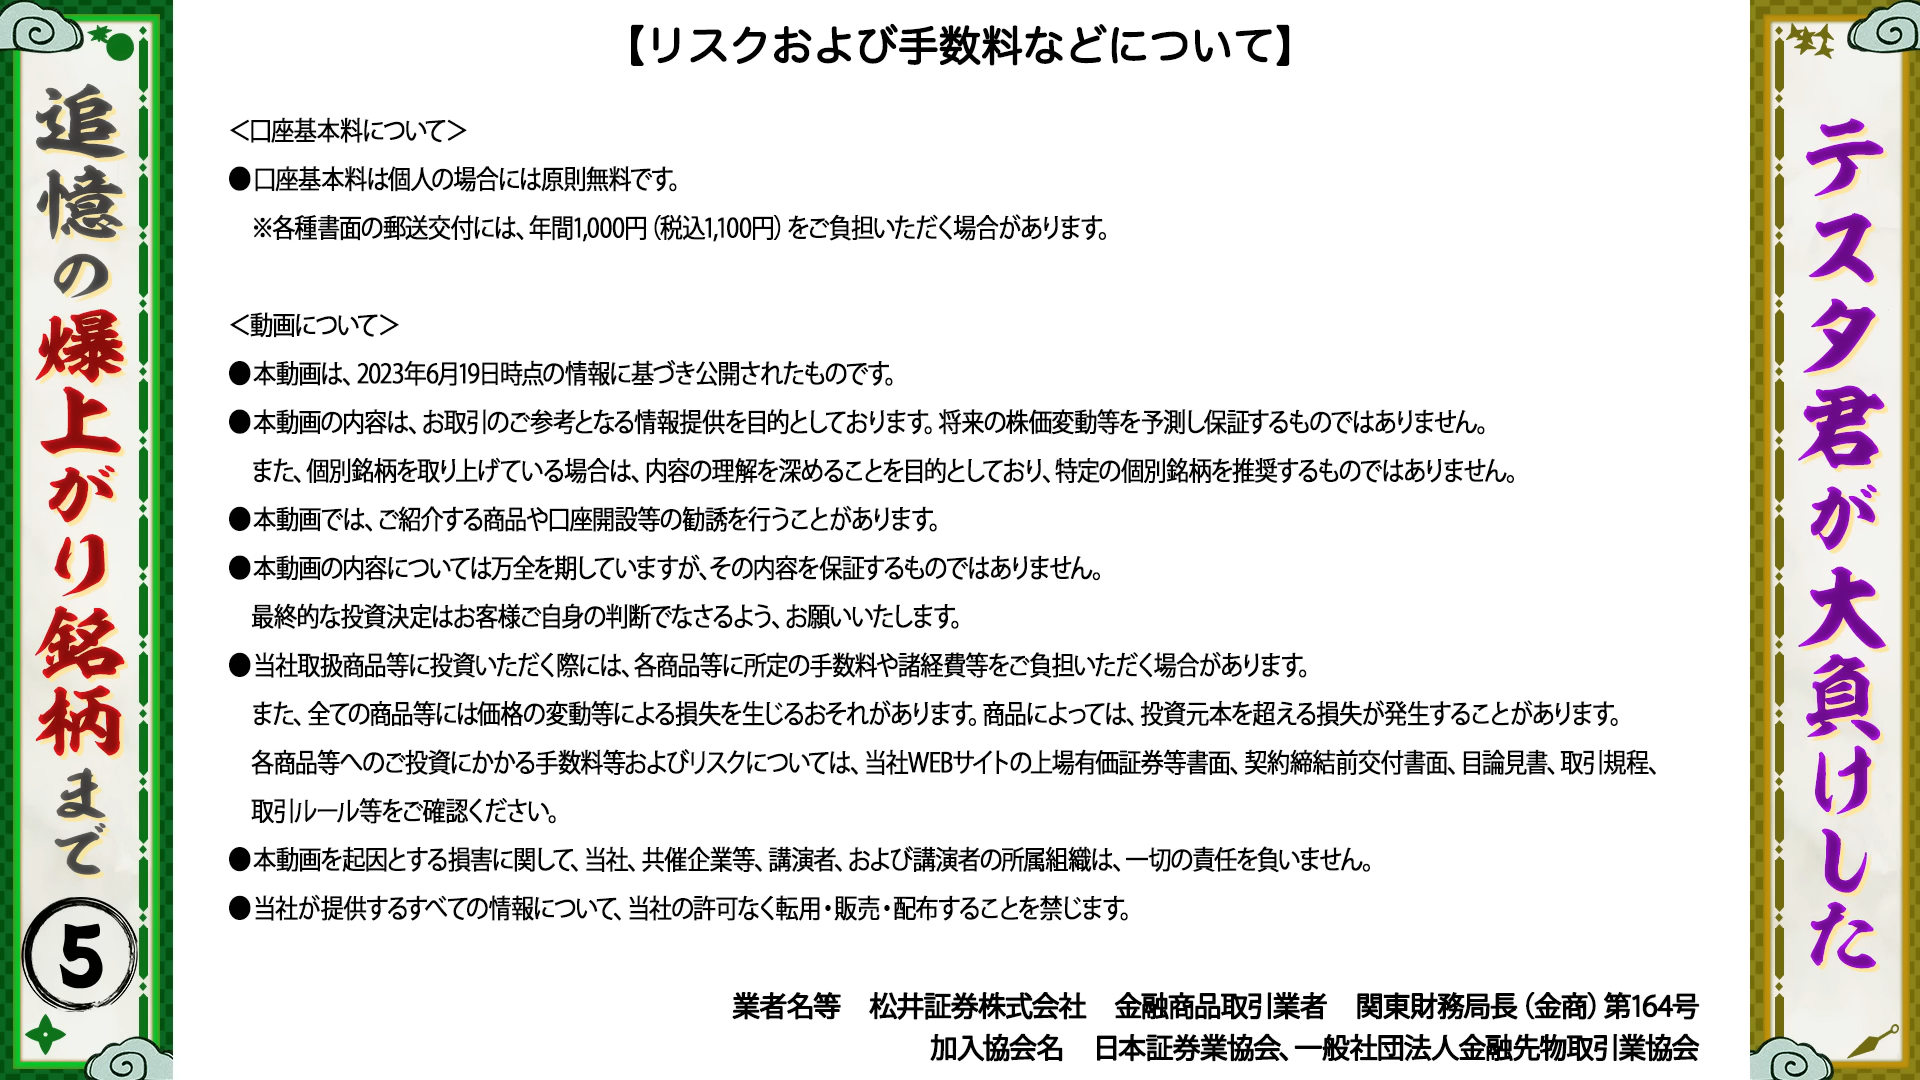 【リスクおよび手数料などについて】
＜口座基本料について＞
●口座基本料は個人の場合には原則無料です。
※各種書面の郵送交付には、年間1,000円（税込1,100円）をご負担いただく場合があります。
＜動画について＞
●本動画は、2023年6月19日時点の情報に基づき公開されたものです。
●本動画の内容は、お取引のご参考となる情報提供を目的としております。将来の株価変動等を予測し保証するものではありません。
また、個別銘柄を取り上げている場合は、内容の理解を深めることを目的としており、特定の個別銘柄を推奨するものではありません。
●本動画では、ご紹介する商品や口座開設等の勧誘を行うことがあります。
●本動画の内容については万全を期していますが、その内容を保証するものではありません。
最終的な投資決定はお客様ご自身の判断でなさるよう、お願いいたします。
●当社取扱商品等に投資いただく際には、各商品等に所定の手数料や諸経費等をご負担いただく場合があります。
また、全ての商品等には価格の変動等による損失を生じるおそれがあります。商品によっては、投資元本を超える損失が発生することがあります。
各商品等へのご投資にかかる手数料等およびリスクについては、当社WEBサイトの上場有価証券等書面、契約締結前交付書面、目論見書、取引規程、
取引ルール等をご確認ください。
●本動画を起因とする損害に関して、当社、共催企業等、講演者、および講演者の所属組織は、一切の責任を負いません。
●当社が提供するすべての情報について、当社の許可なく転用・販売・配布することを禁じます。
業者名等　松井証券株式会社　金融商品取引業者　関東財務局長（金商）第164号
加入協会名　日本証券業協会、一般社団法人金融先物取引業協会
テスタ君が大負けした
追憶の爆上がり銘柄まで
5